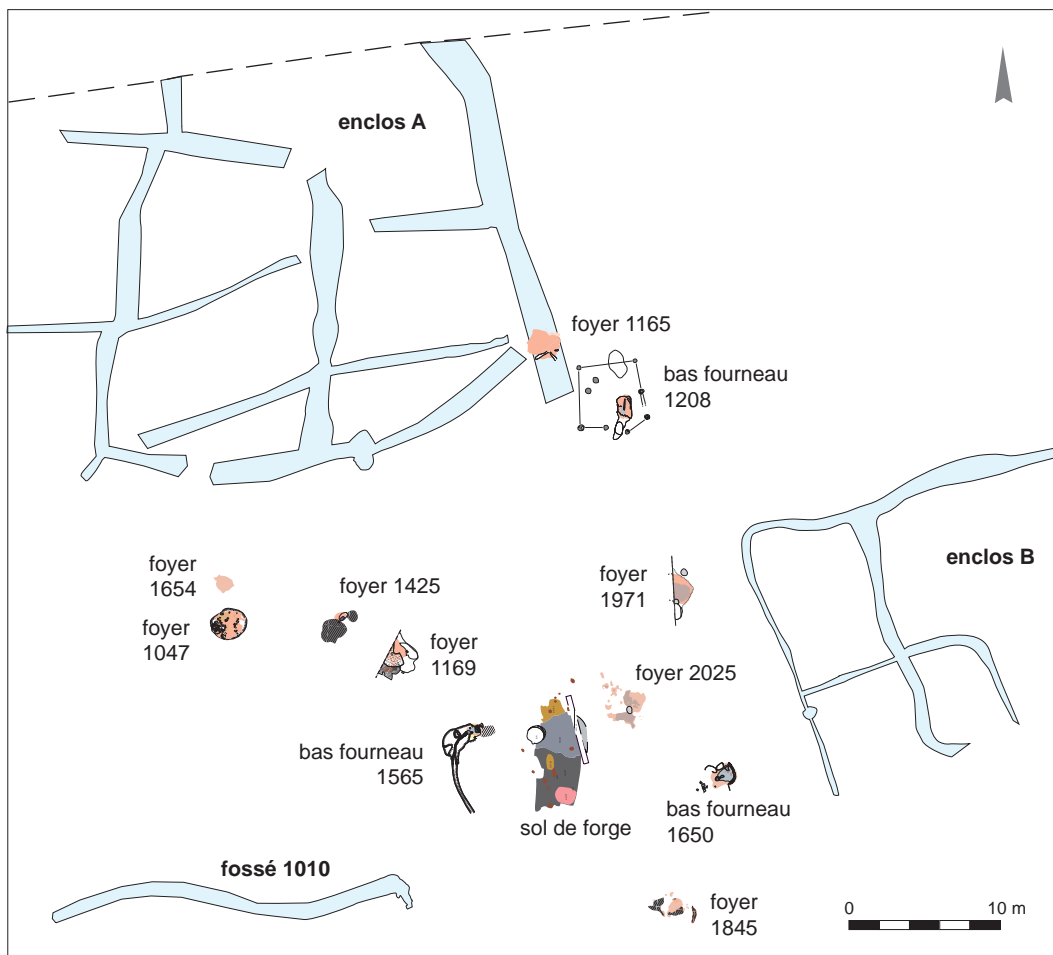 enclos A
foyer 1165
bas fourneau
1208
foyer
1654
foyer 1425
foyer
1971
enclos B
foyer
1047
foyer
1169
foyer 2025
bas fourneau
1565
sol de forge
bas fourneau
1650
fossé 1010
foyer
1845
0 10 m